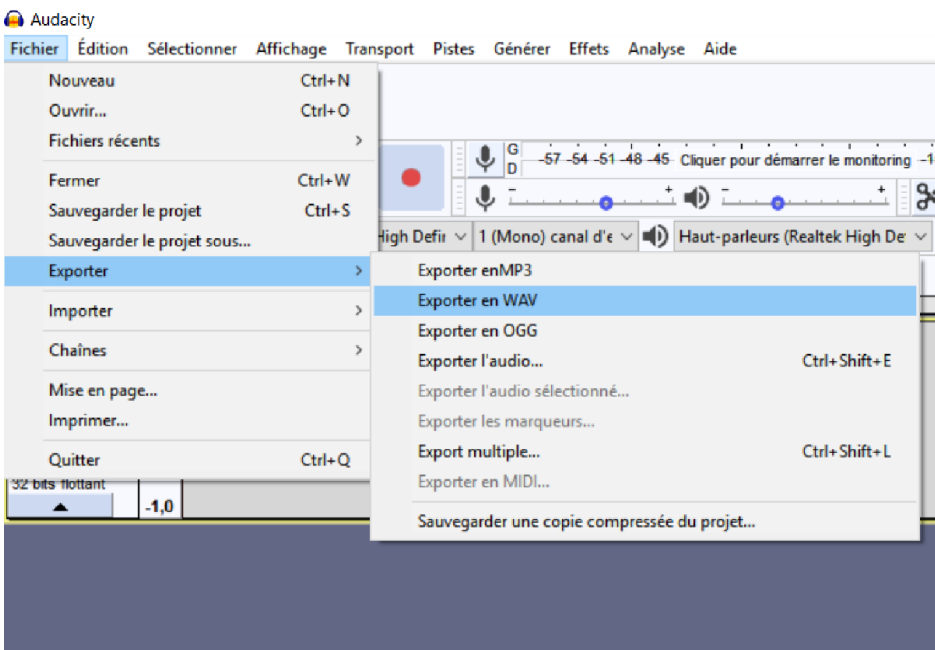 Audacity
Fichier Édition Sélectionner Affichage Transport Pistes Générer Effets Analyse Aide
Nouveau Ctrl+N
Ouvrir... Ctrl+O
Fichiers récents >
Fermer Ctrl+W
Sauvegarder le projet Ctrl+S
Sauvegarder le projet sous...
Exporter >
Importer >
Chaînes >
Mise en page...
Imprimer...
Quitter Ctrl+Q
G
D
-57 -54 -51 -48 -45 Cliquer pour démarrer le monitoring
High Defin 1 (Mono) canal d'e Haut-parleurs (Realtek High De
Exporter enMP3
Exporter en WAV
Exporter en OGG
Exporter l'audio... Ctrl+Shift+E
Exporter l'audio sélectionné...
Exporter les marqueurs...
Export multiple... Ctrl+Shift+L
Exporter en MIDI...
Sauvegarder une copie compressée du projet...
32 bits flottant
-1,0